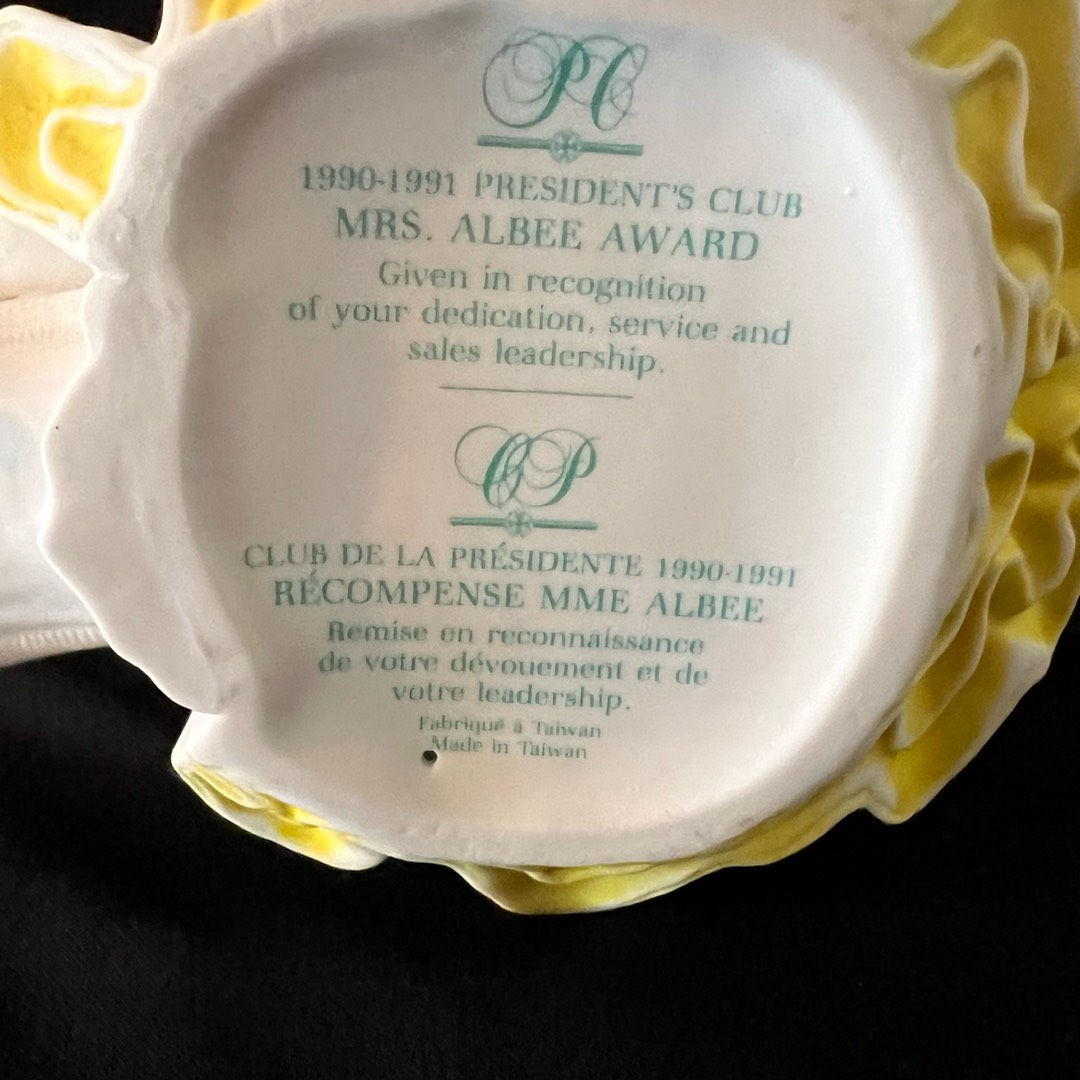 PC
1990-1991 PRESIDENT'S CLUB
MRS. ALBEE AWARD
Given in recognition
of your dedication, service and
sales leadership.
CP
CLUB DE LA PRÉSIDENTE 1990-1991
RÉCOMPENSE MME ALBEE
Remise en reconnaissance
de votre dévouement et de
votre leadership.
Fabriqué à Taiwan
Made in Taiwan